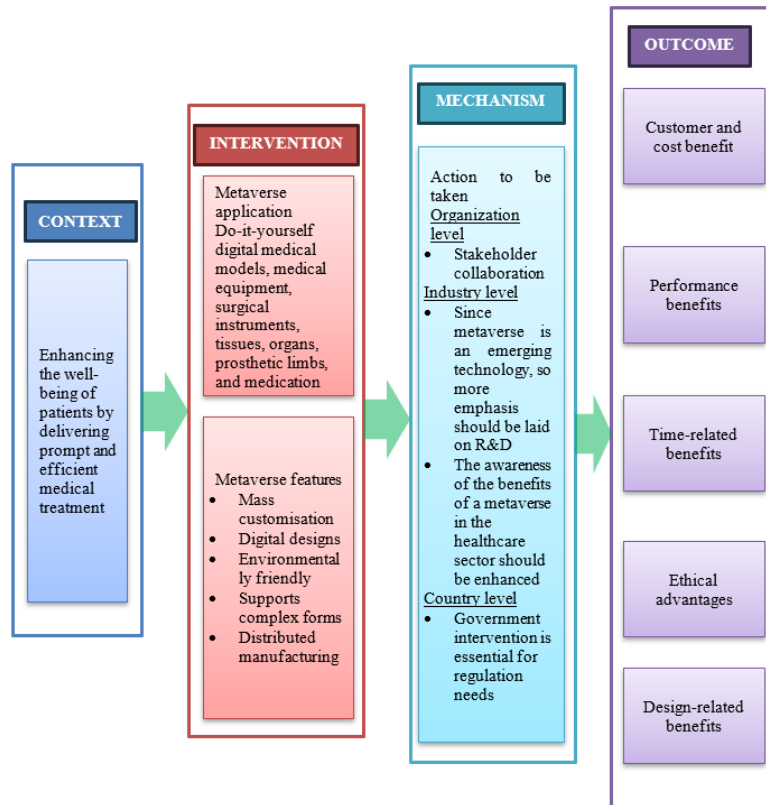 CONTEXT
Enhancing
the well-
being of
patients by
delivering
prompt and
efficient
medical
treatment
INTERVENTION
Metaverse
application
Do-it-yourself
digital medical
models, medical
equipment,
surgical
instruments,
tissues, organs,
prosthetic limbs,
and medication
Metaverse features
• Mass
customisation
• Digital designs
• Environmental
ly friendly
• Supports
complex forms
• Distributed
manufacturing
MECHANISM
Action to be
taken
Organization
level
• Stakeholder
collaboration
Industry level
• Since
metaverse is
an emerging
technology, so
more
emphasis
should be laid
on R&D
• The awareness
of the benefits
of a metaverse
in the
healthcare
sector should
be enhanced
Country level
• Government
intervention is
essential for
regulation
needs
OUTCOME
Customer and
cost benefit
Performance
benefits
Time-related
benefits
Ethical
advantages
Design-related
benefits